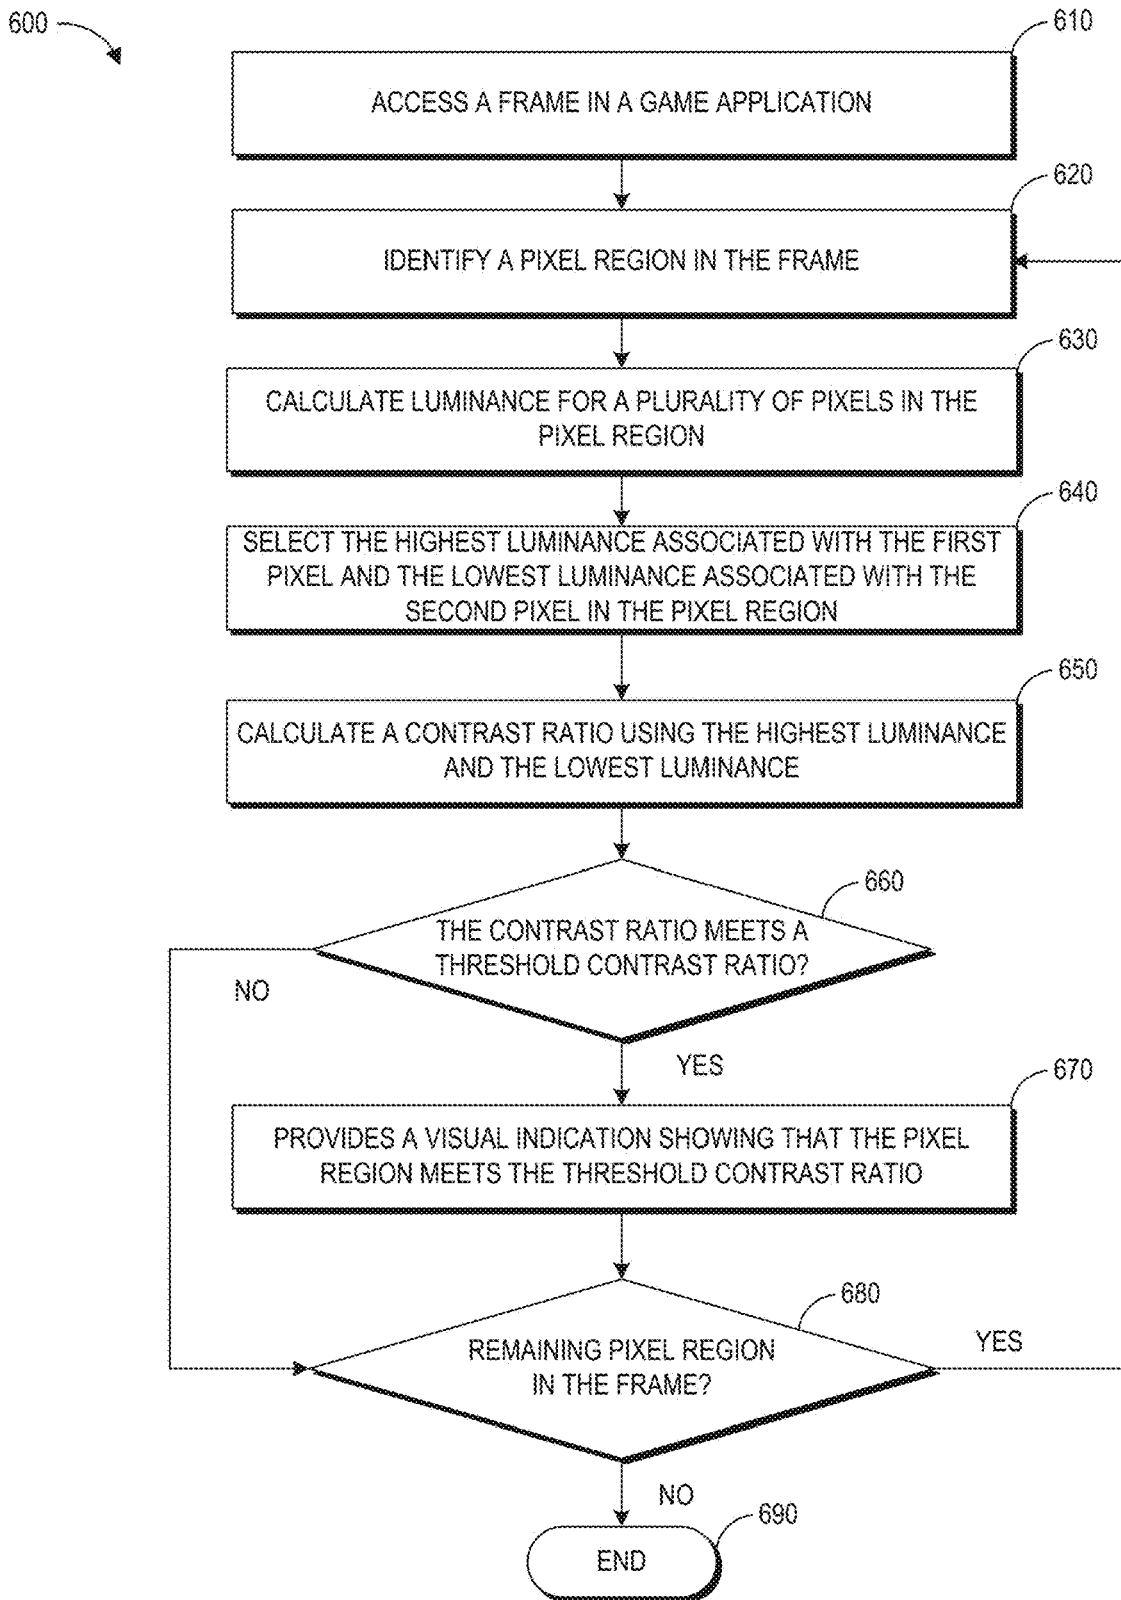 600
610
ACCESS A FRAME IN A GAME APPLICATION
620
IDENTIFY A PIXEL REGION IN THE FRAME
630
CALCULATE LUMINANCE FOR A PLURALITY OF PIXELS IN THE
PIXEL REGION
640
SELECT THE HIGHEST LUMINANCE ASSOCIATED WITH THE FIRST
PIXEL AND THE LOWEST LUMINANCE ASSOCIATED WITH THE
SECOND PIXEL IN THE PIXEL REGION
650
CALCULATE A CONTRAST RATIO USING THE HIGHEST LUMINANCE
AND THE LOWEST LUMINANCE
660
THE CONTRAST RATIO MEETS A
THRESHOLD CONTRAST RATIO?
NO
YES
670
PROVIDES A VISUAL INDICATION SHOWING THAT THE PIXEL
REGION MEETS THE THRESHOLD CONTRAST RATIO
680
REMAINING PIXEL REGION
IN THE FRAME?
YES
NO
690
END